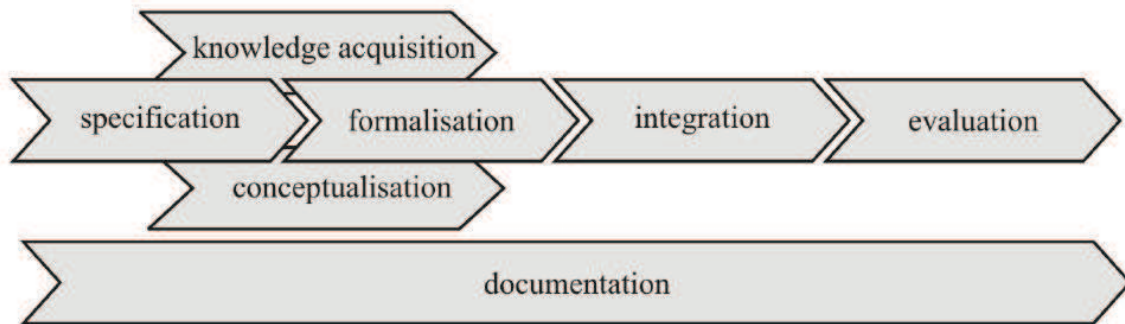 knowledge acquisition
specification
formalisation
integration
evaluation
conceptualisation
documentation